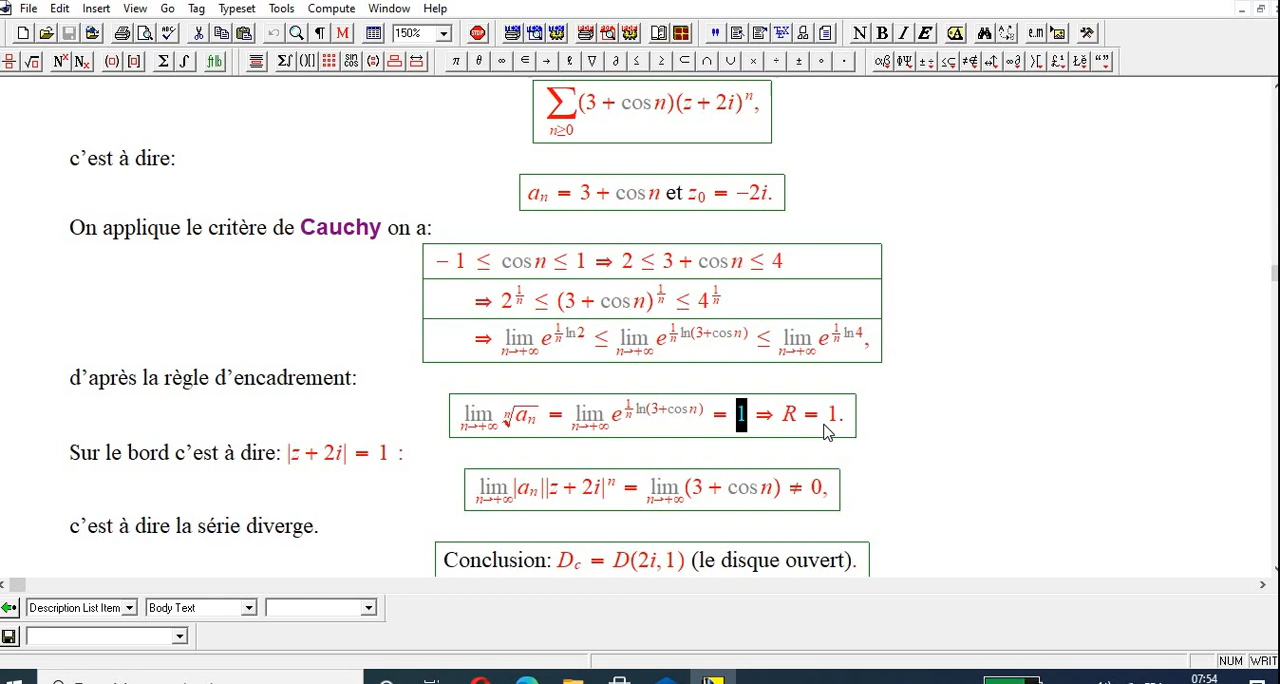 File Edit Insert View Go Tag Typeset Tools Compute Window Help
150%
∑(3 + cos n)(z + 2i)ⁿ,
n≥0
c'est à dire:
aₙ = 3 + cos n et z₀ = −2i.
On applique le critère de Cauchy on a:
− 1 ≤ cos n ≤ 1 ⇒ 2 ≤ 3 + cos n ≤ 4
⇒ 2^{1/n} ≤ (3 + cos n)^{1/n} ≤ 4^{1/n}
⇒ lim_{n→+∞} e^{1/n ln 2} ≤ lim_{n→+∞} e^{1/n ln(3+cos n)} ≤ lim_{n→+∞} e^{1/n ln 4},
d'après la règle d'encadrement:
lim_{n→+∞} ⁿ√aₙ = lim_{n→+∞} e^{1/n ln(3+cos n)} = 1 ⇒ R = 1.
Sur le bord c'est à dire: |z + 2i| = 1 :
lim_{n→+∞} |aₙ||z + 2i|ⁿ = lim_{n→+∞} (3 + cos n) ≠ 0,
c'est à dire la série diverge.
Conclusion: D_c = D(2i, 1) (le disque ouvert).
Description List Item Body Text
NUM WRIT
07:54